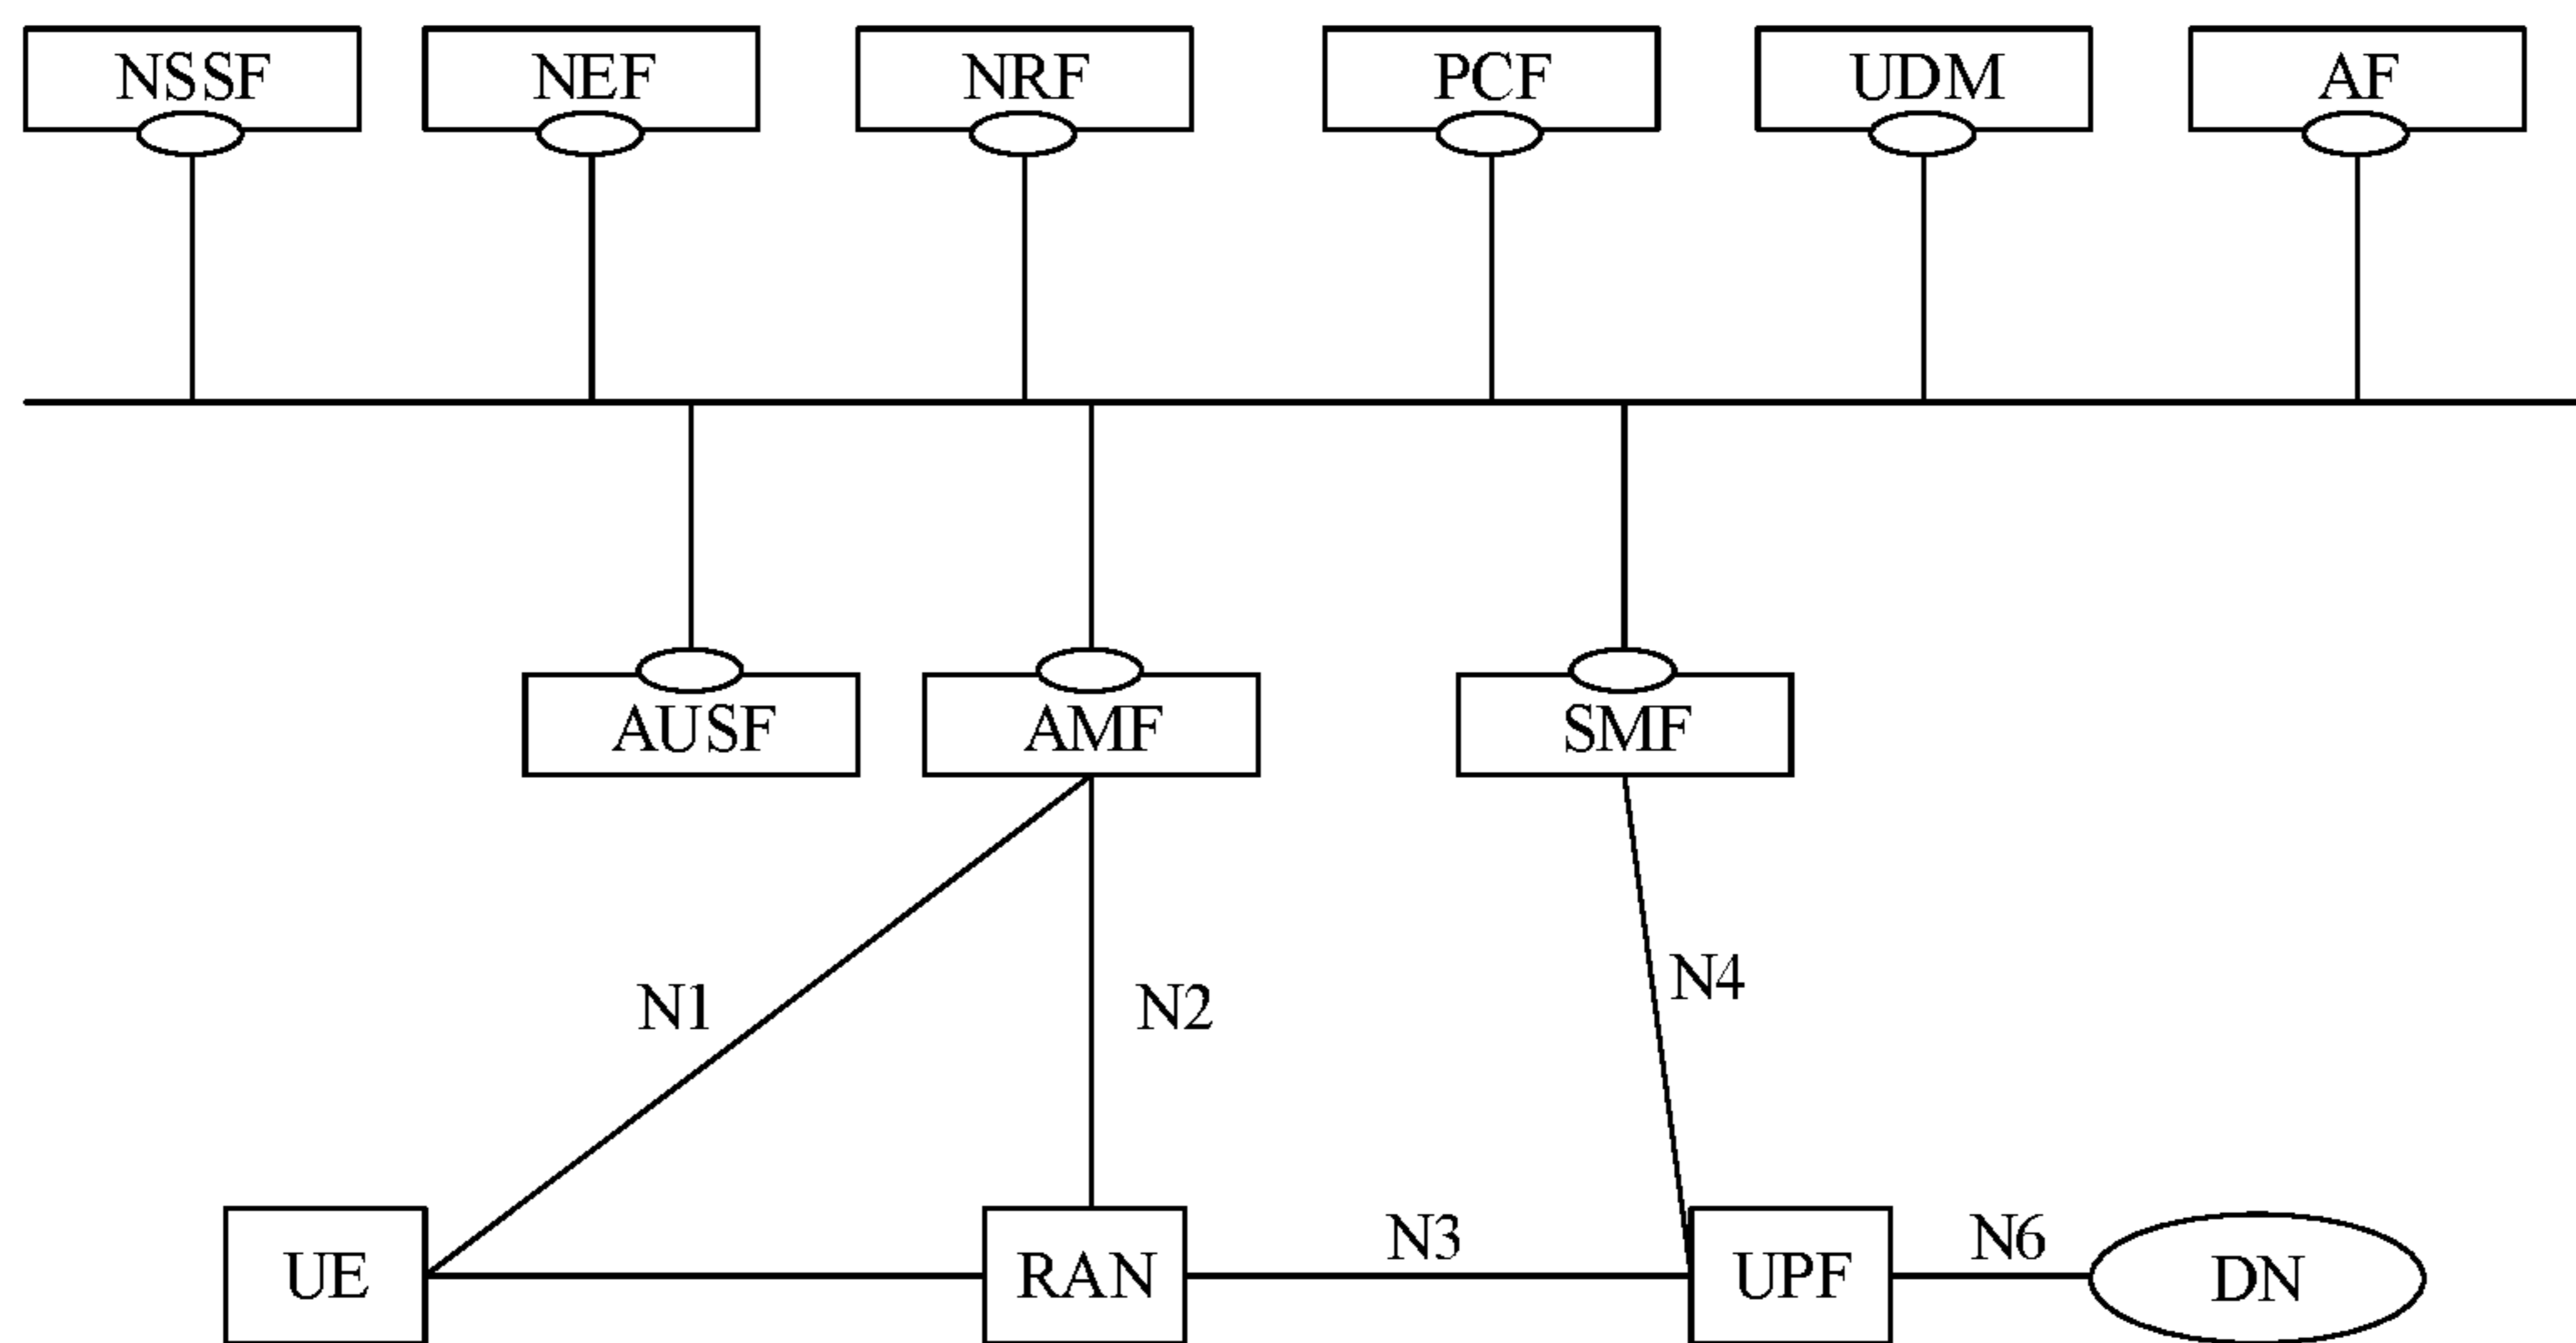 NSSF
NEF
NRF
PCF
UDM
AF
AUSF
AMF
SMF
N1
N2
N4
UE
RAN
N3
UPF
N6
DN